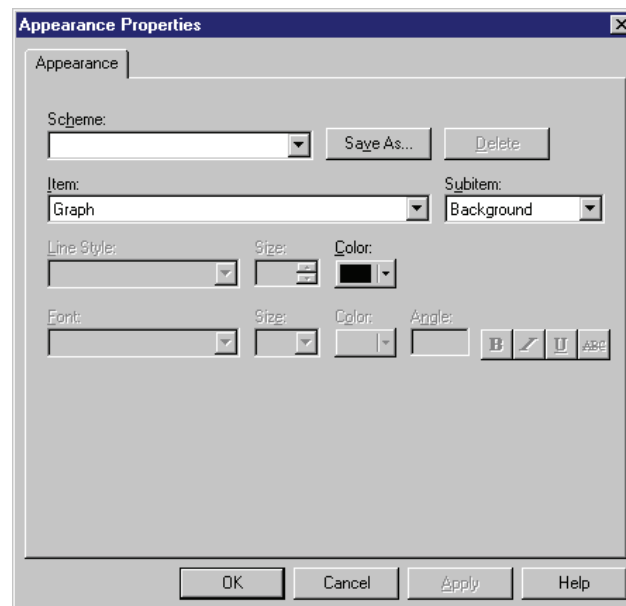 Appearance Properties
Appearance
Scheme:
Save As...
Delete
Item:
Subitem:
Graph
Background
Line Style:
Size:
Color:
Font:
Size:
Color:
Angle:
B I U ABC
OK
Cancel
Apply
Help